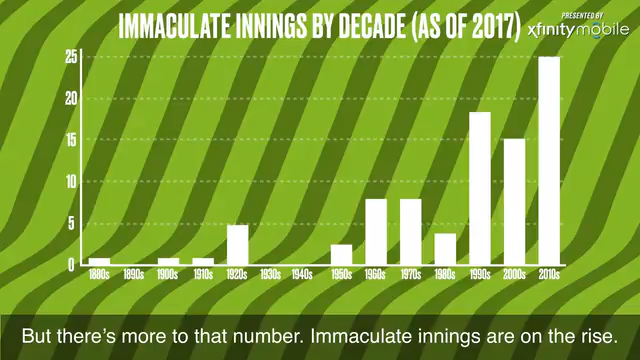 IMMACULATE INNINGS BY DECADE (AS OF 2017)
PRESENTED BY
xfinity mobile
25
20
15
10
5
0
1880s 1890s 1900s 1910s 1920s 1930s 1940s 1950s 1960s 1970s 1980s 1990s 2000s 2010s
But there's more to that number. Immaculate innings are on the rise.